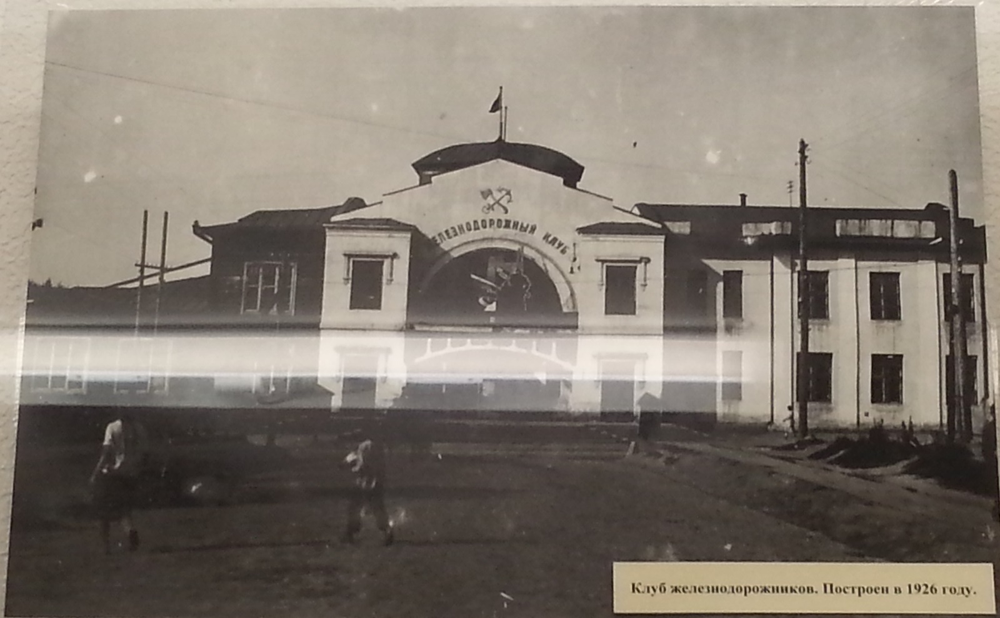 ЖЕЛЕЗНОДОРОЖНЫЙ КЛУБ
Клуб железнодорожников. Построен в 1926 году.